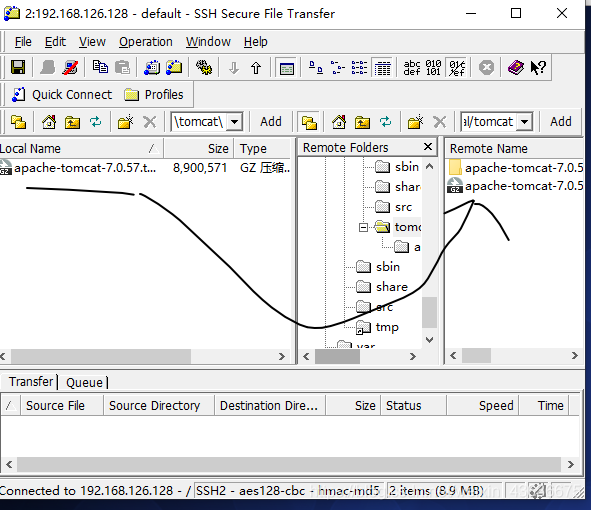 2:192.168.126.128 - default - SSH Secure File Transfer
File Edit View Operation Window Help
abc def 010 101
Quick Connect Profiles
\tomcat\ Add al/tomcat Add
Local Name / Size Type
apache-tomcat-7.0.57.t... 8,900,571 GZ 压缩...
GZ
Remote Folders
sbin
share
src
tomc
a
sbin
share
src
tmp
var
Remote Name
apache-tomcat-7.0.5
apache-tomcat-7.0.5
GZ
Transfer Queue
/ Source File Source Directory Destination Dire... Size Status Speed Time
Connected to 192.168.126.128 - / SSH2 - aes128-cbc - hmac-md5 2 items (8.9 MB)